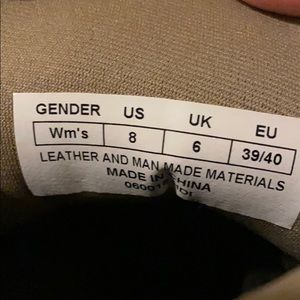 GENDER US UK EU
Wm's 8 6 39/40
LEATHER AND MAN MADE MATERIALS
MADE IN CHINA